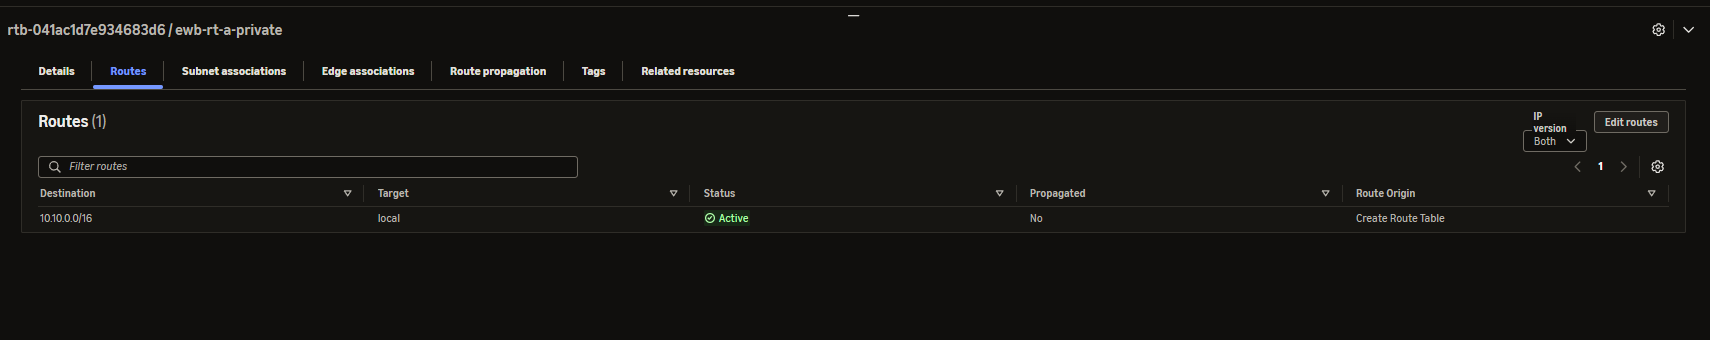 rtb-041ac1d7e934683d6 / ewb-rt-a-private
Details Routes Subnet associations Edge associations Route propagation Tags Related resources
Routes (1)
IP version
Both
Edit routes
Filter routes
1
Destination Target Status Propagated Route Origin
10.10.0.0/16 local Active No Create Route Table